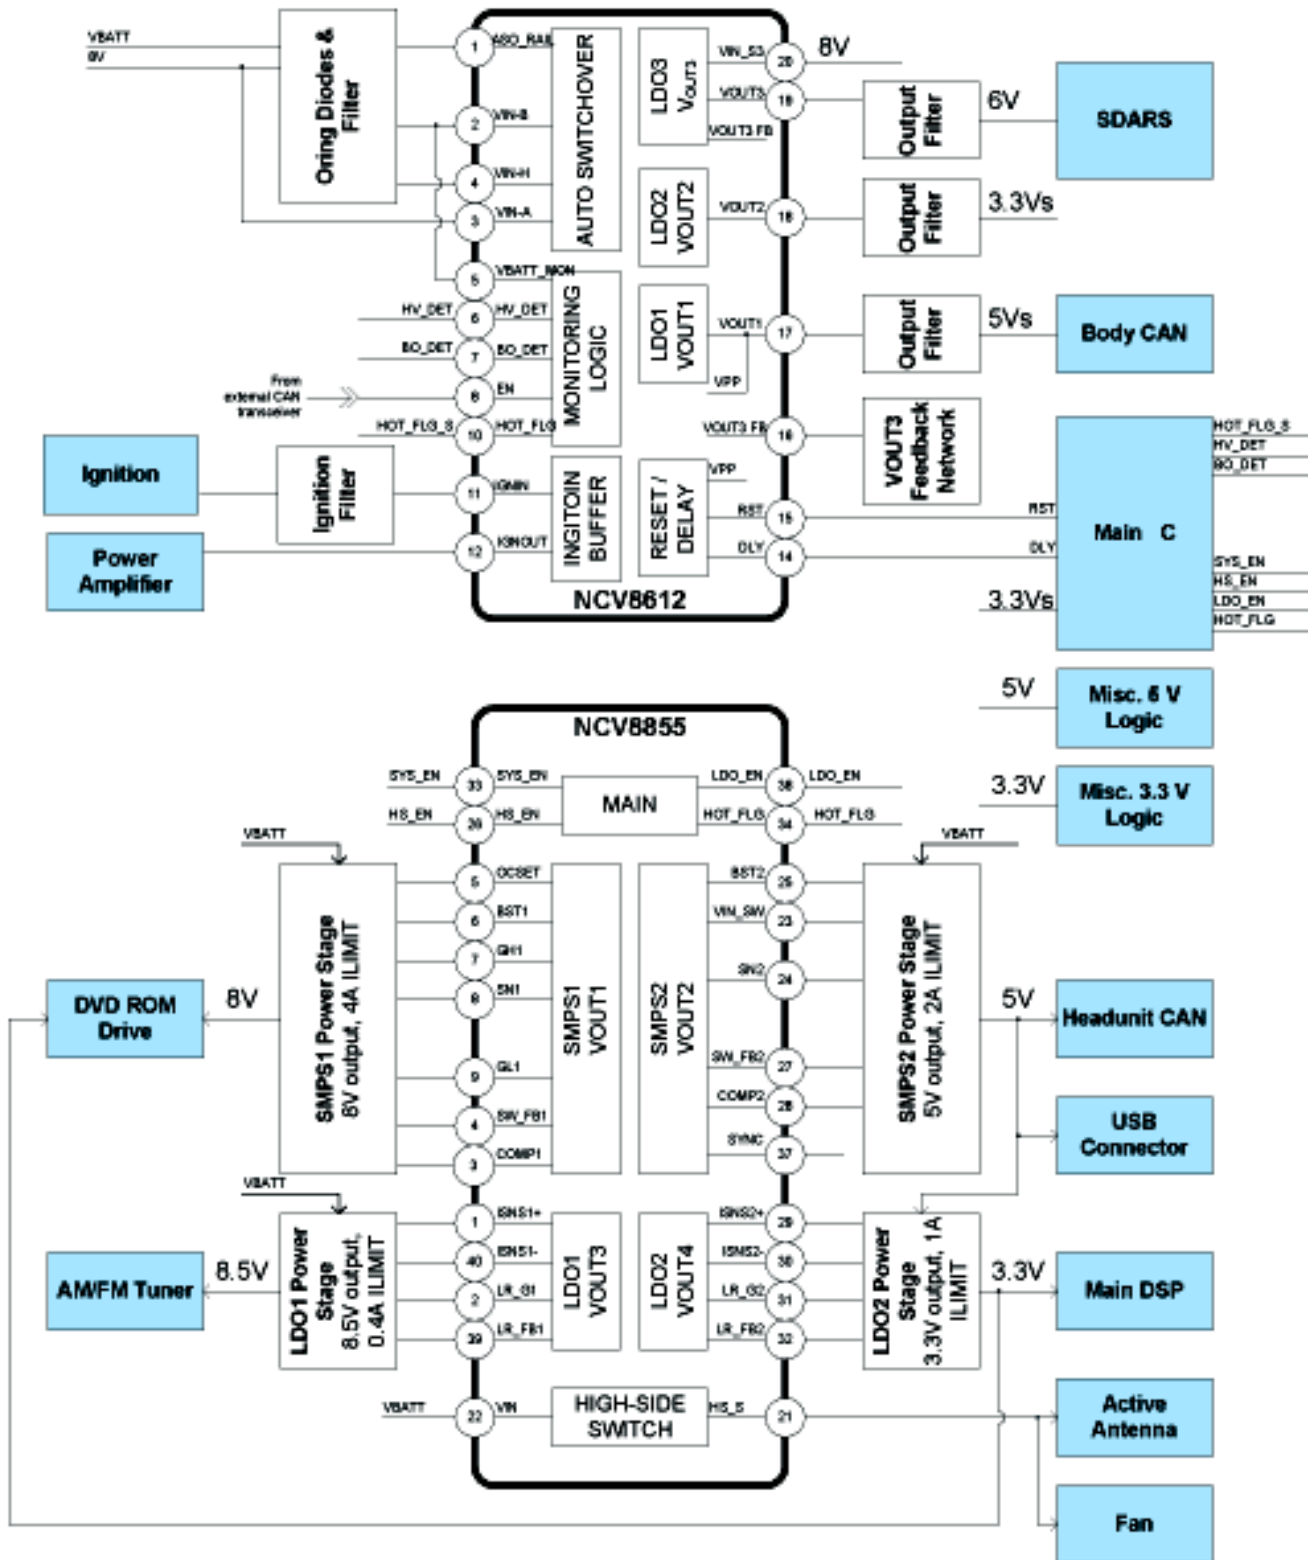 VBATT
8V
Oring Diodes &
Filter
1
ASO_RAIL
2
VIN-B
4
VIN-H
3
VIN-A
AUTO SWITCHOVER
5
VBATT_MON
HV_DET
6
HV_DET
BO_DET
7
BO_DET
From
external CAN
transceiver
8
EN
HOT_FLG_S
10
HOT_FLG
MONITORING
LOGIC
Ignition
Ignition
Filter
11
IGNIN
Power
Amplifier
12
IGNOUT
INGITOIN
BUFFER
LDO3
VOUT3
VIN_S3
20
8V
VOUT3
19
VOUT3 FB
Output
Filter
6V
SDARS
LDO2
VOUT2
VOUT2
18
Output
Filter
3.3Vs
LDO1
VOUT1
VOUT1
17
VPP
Output
Filter
5Vs
Body CAN
VOUT3 FB
16
VOUT3
Feedback
Network
RESET /
DELAY
VPP
RST
15
DLY
14
NCV8612
RST
DLY
3.3Vs
Main C
HOT_FLG_S
HV_DET
BO_DET
SYS_EN
HS_EN
LDO_EN
HOT_FLG
5V
Misc. 5 V
Logic
3.3V
Misc. 3.3 V
Logic
NCV8855
SYS_EN
33
SYS_EN
HS_EN
26
HS_EN
MAIN
LDO_EN
38
LDO_EN
HOT_FLG
34
HOT_FLG
VBATT
SMPS1 Power Stage
8V output, 4A ILIMIT
5
OCSET
6
BST1
7
GH1
8
SN1
9
GL1
4
SW_FB1
3
COMP1
SMPS1
VOUT1
DVD ROM
Drive
8V
SMPS2
VOUT2
BST2
25
VIN_SW
23
SN2
24
SW_FB2
27
COMP2
28
SYNC
37
VBATT
SMPS2 Power Stage
5V output, 2A ILIMIT
5V
Headunit CAN
USB
Connector
VBATT
LDO1 Power
Stage
8.5V output,
0.4A ILIMIT
1
ISNS1+
40
ISNS1-
2
LR_G1
39
LR_FB1
LDO1
VOUT3
AM/FM Tuner
8.5V
LDO2
VOUT4
ISNS2+
29
ISNS2-
30
LR_G2
31
LR_FB2
32
LDO2 Power
Stage
3.3V output, 1A
ILIMIT
3.3V
Main DSP
VBATT
22
VIN
HIGH-SIDE
SWITCH
HS_S
21
Active
Antenna
Fan